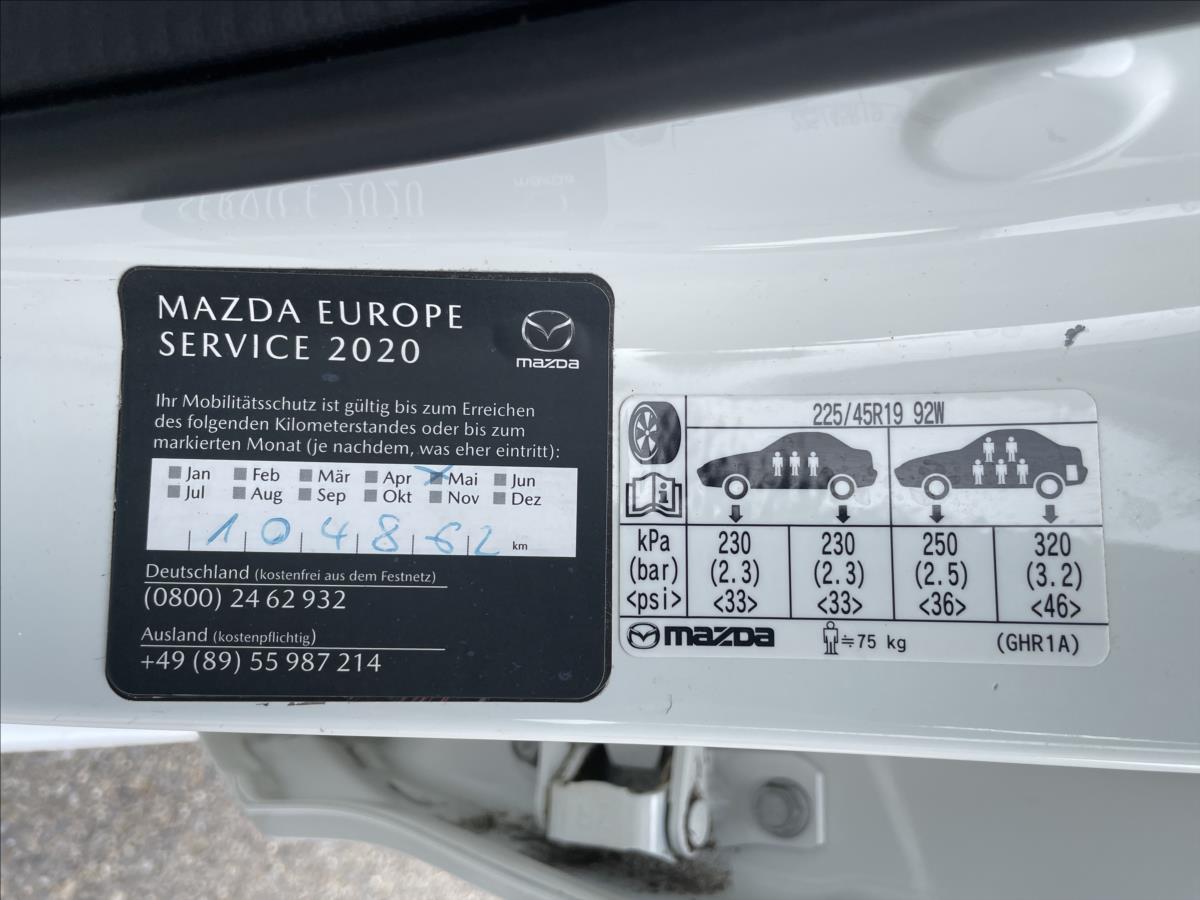 MAZDA EUROPE
SERVICE 2020
mazda
Ihr Mobilitätsschutz ist gültig bis zum Erreichen
des folgenden Kilometerstandes oder bis zum
markierten Monat (je nachdem, was eher eintritt):
Jan Feb Mär Apr Mai Jun
Jul Aug Sep Okt Nov Dez
104862 km
Deutschland (kostenfrei aus dem Festnetz)
(0800) 24 62 932
Ausland (kostenpflichtig)
+49 (89) 55 987 214
225/45R19 92W
kPa 230 230 250 320
(bar) (2.3) (2.3) (2.5) (3.2)
<psi> <33> <33> <36> <46>
mazda ≒75 kg (GHR1A)